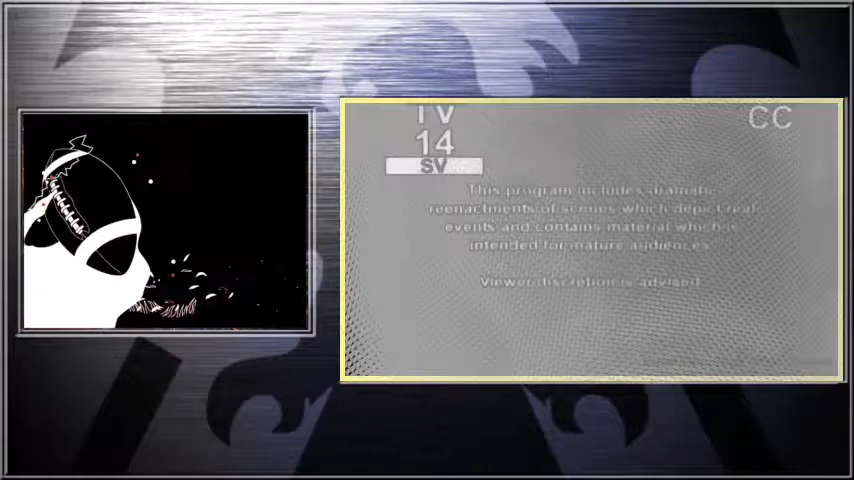 TV
CC
14
SV
This program includes dramatic
reenactments of scenes which depict real
events and contains material which is
intended for mature audiences.
Viewer discretion is advised.